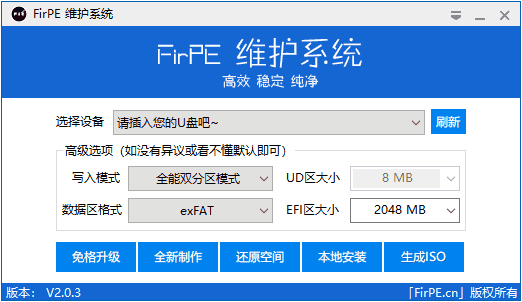 FirPE 维护系统
FirPE 维护系统
高效 稳定 纯净
选择设备 请插入您的U盘吧~ 刷新
高级选项（如没有异议或看不懂默认即可）
写入模式 全能双分区模式 UD区大小 8 MB
数据区格式 exFAT EFI区大小 2048 MB
免格升级 全新制作 还原空间 本地安装 生成ISO
版本： V2.0.3 「FirPE.cn」版权所有